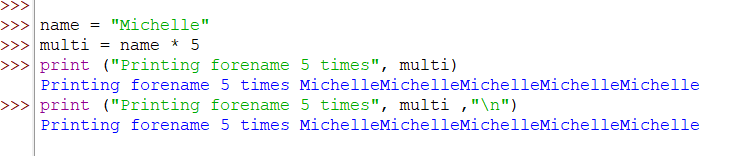 >>>
>>> name = "Michelle"
>>> multi = name * 5
>>> print ("Printing forename 5 times", multi)
Printing forename 5 times MichelleMichelleMichelleMichelleMichelle
>>> print ("Printing forename 5 times", multi ,"\n")
Printing forename 5 times MichelleMichelleMichelleMichelleMichelle